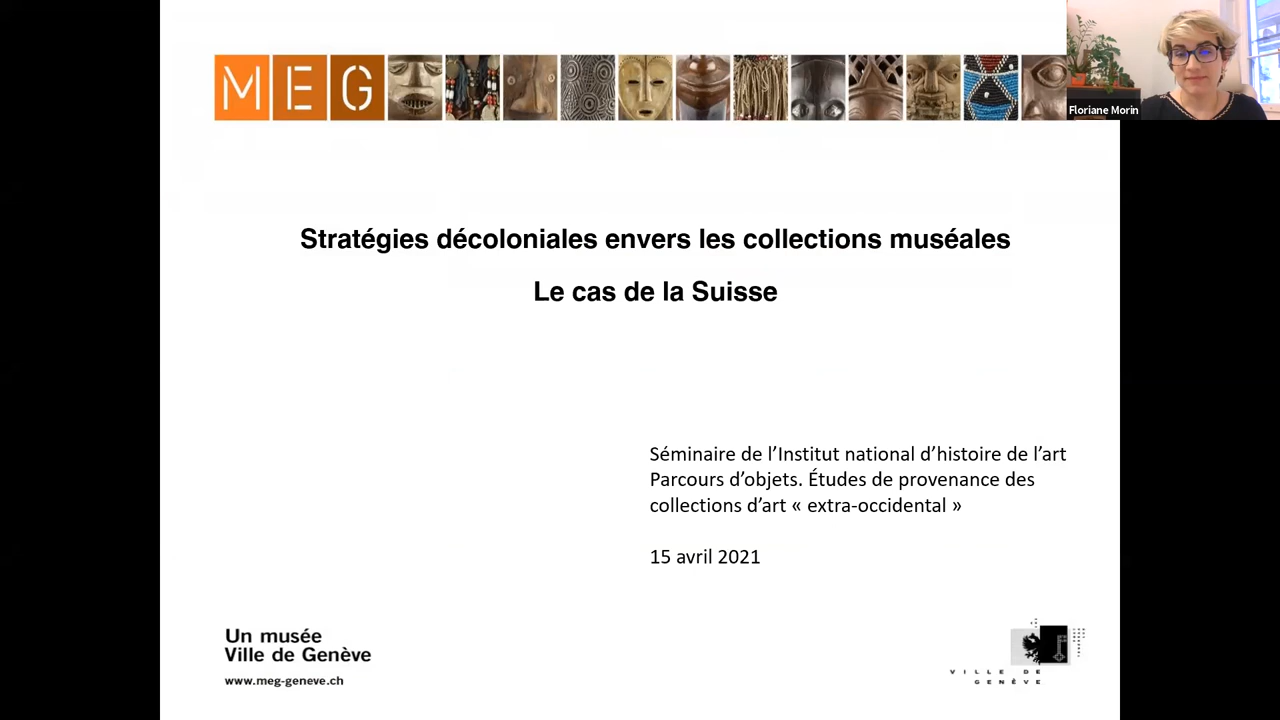 MEG
Floriane Morin
Stratégies décoloniales envers les collections muséales
Le cas de la Suisse
Séminaire de l’Institut national d’histoire de l’art
Parcours d’objets. Études de provenance des
collections d’art « extra-occidental »
15 avril 2021
Un musée
Ville de Genève
www.meg-geneve.ch
VILLE DE
GENÈVE